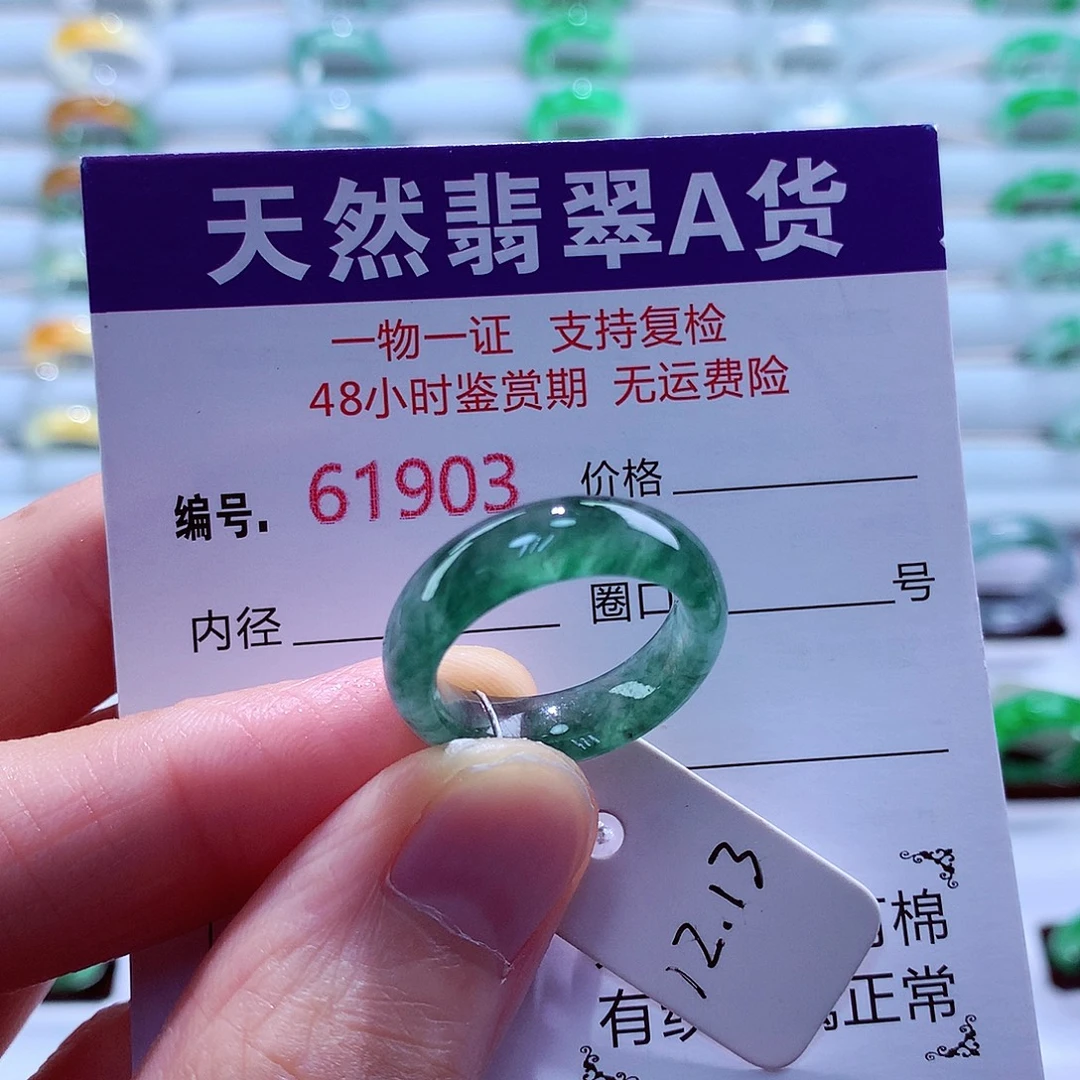 天然翡翠A货
一物一证 支持复检
48小时鉴赏期 无运费险
编号. 61903 价格
内径 圈口 号
12.13
棉
有 正常